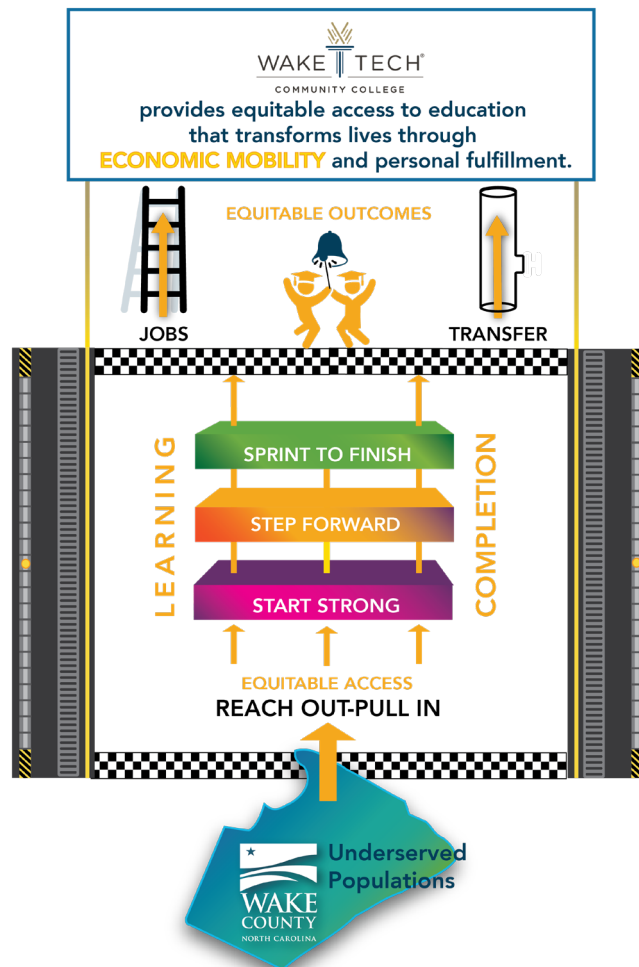 WAKE TECH®
COMMUNITY COLLEGE
provides equitable access to education
that transforms lives through
ECONOMIC MOBILITY and personal fulfillment.
EQUITABLE OUTCOMES
JOBS
TRANSFER
LEARNING
SPRINT TO FINISH
STEP FORWARD
START STRONG
COMPLETION
EQUITABLE ACCESS
REACH OUT-PULL IN
Underserved
Populations
WAKE
COUNTY
NORTH CAROLINA